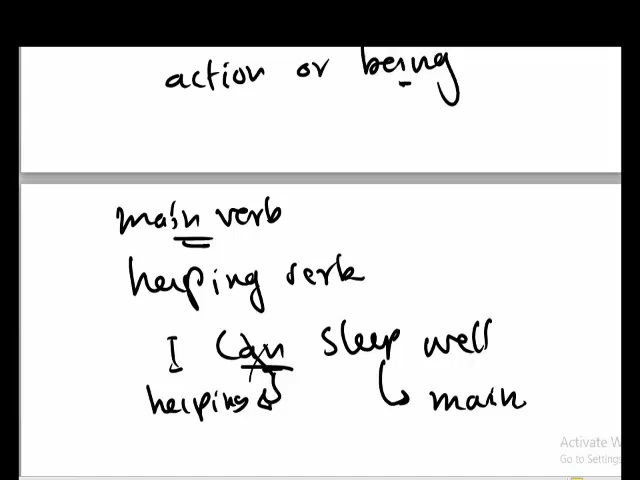 action or being
main verb
helping verb
I can sleep well
helping main
Activate W
Go to Settings